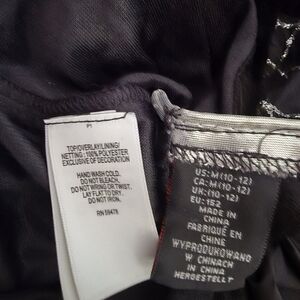 P1
TOP/OVERLAY/LINING/
NETTING: 100% POLYESTER
EXCLUSIVE OF DECORATION
HAND WASH COLD.
DO NOT BLEACH.
DO NOT WRING OR TWIST.
LAY FLAT TO DRY.
DO NOT IRON.
RN 59478
US: M (10-12)
CA: M (10-12)
UK: (10-12)
EU: 152
MADE IN
CHINA
FABRIQUÉ EN
CHINE
WYPRODUKOWANO
W CHINACH
IN CHINA
HERGESTELLT